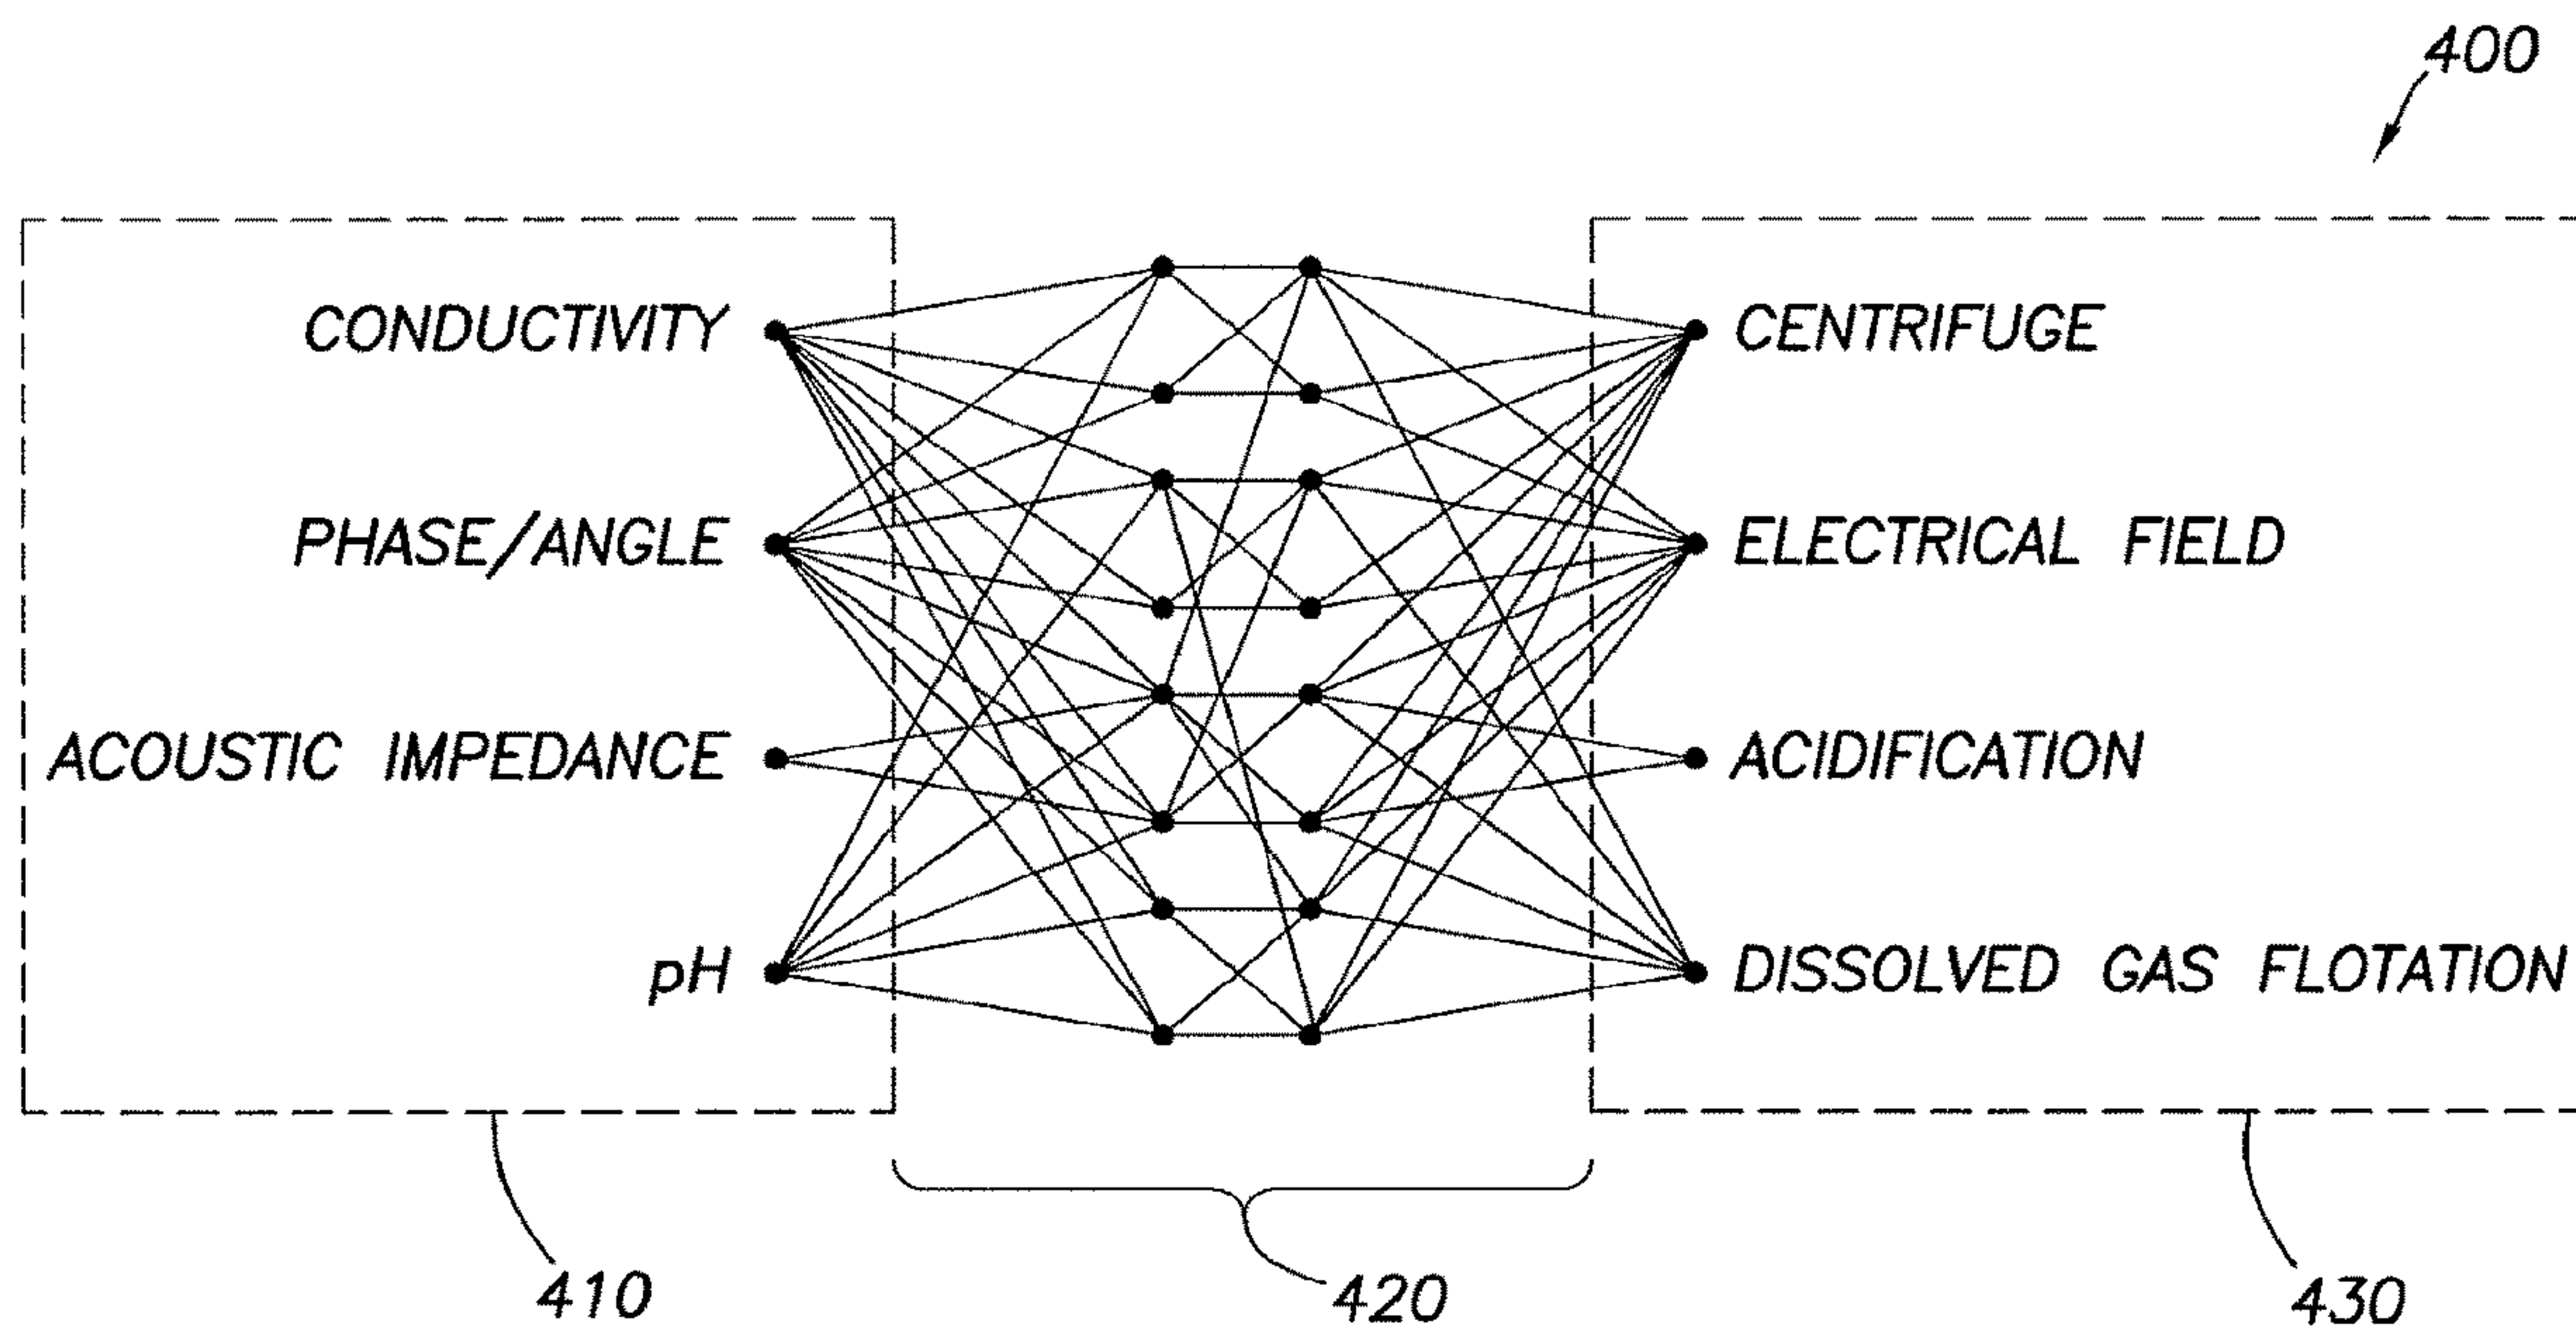 400
CONDUCTIVITY
PHASE/ANGLE
ACOUSTIC IMPEDANCE
pH
CENTRIFUGE
ELECTRICAL FIELD
ACIDIFICATION
DISSOLVED GAS FLOTATION
410
420
430